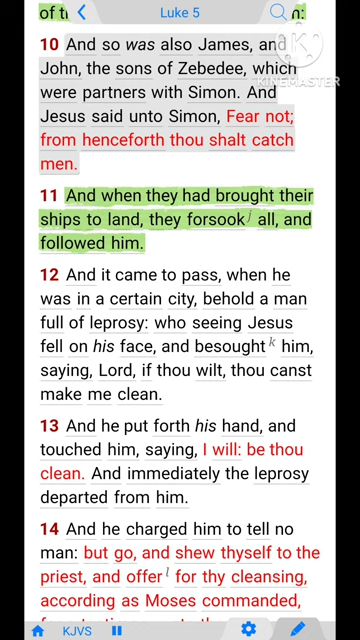 of t
Luke 5
n:
10 And so was also James, and
John, the sons of Zebedee, which
were partners with Simon. And
Jesus said unto Simon, Fear not;
from henceforth thou shalt catch
men.
11 And when they had brought their
ships to land, they forsook j all, and
followed him.
12 And it came to pass, when he
was in a certain city, behold a man
full of leprosy: who seeing Jesus
fell on his face, and besought k him,
saying, Lord, if thou wilt, thou canst
make me clean.
13 And he put forth his hand, and
touched him, saying, I will: be thou
clean. And immediately the leprosy
departed from him.
14 And he charged him to tell no
man: but go, and shew thyself to the
priest, and offer l for thy cleansing,
according as Moses commanded,
KJVS
KINEMASTER